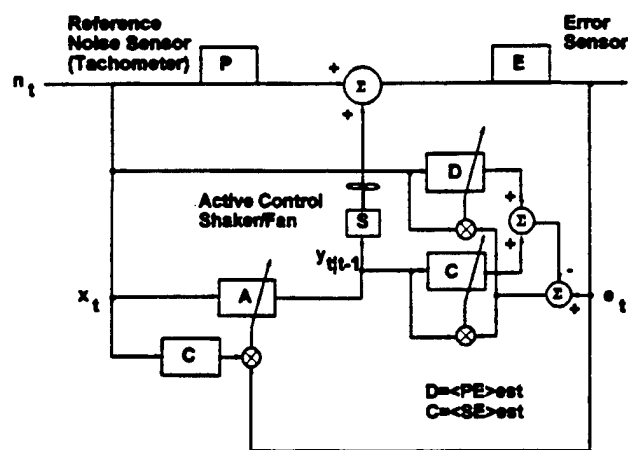 Reference
Noise Sensor
(Tachometer)
Error
Sensor
P
E
n t
+
Σ
+
D
Active Control
Shaker/Fan
S
+
Σ
+
y t|t-1
C
-
Σ
+
x t
A
e t
C
D=<PE>est
C=<SE>est